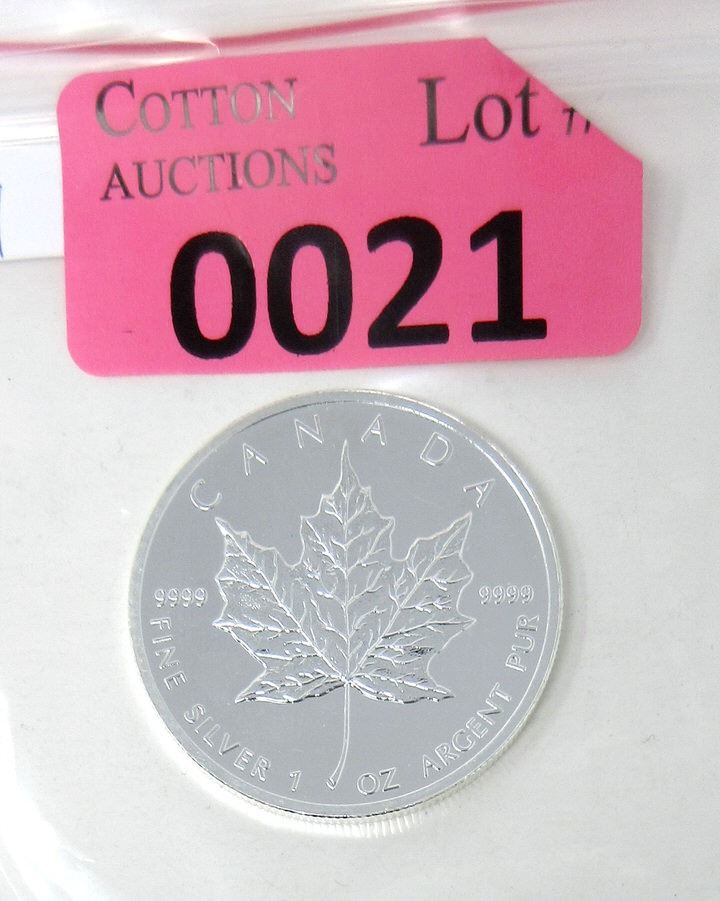 COTTON
AUCTIONS
Lot #
0021
CANADA
9999
9999
FINE SILVER 1 OZ ARGENT PUR